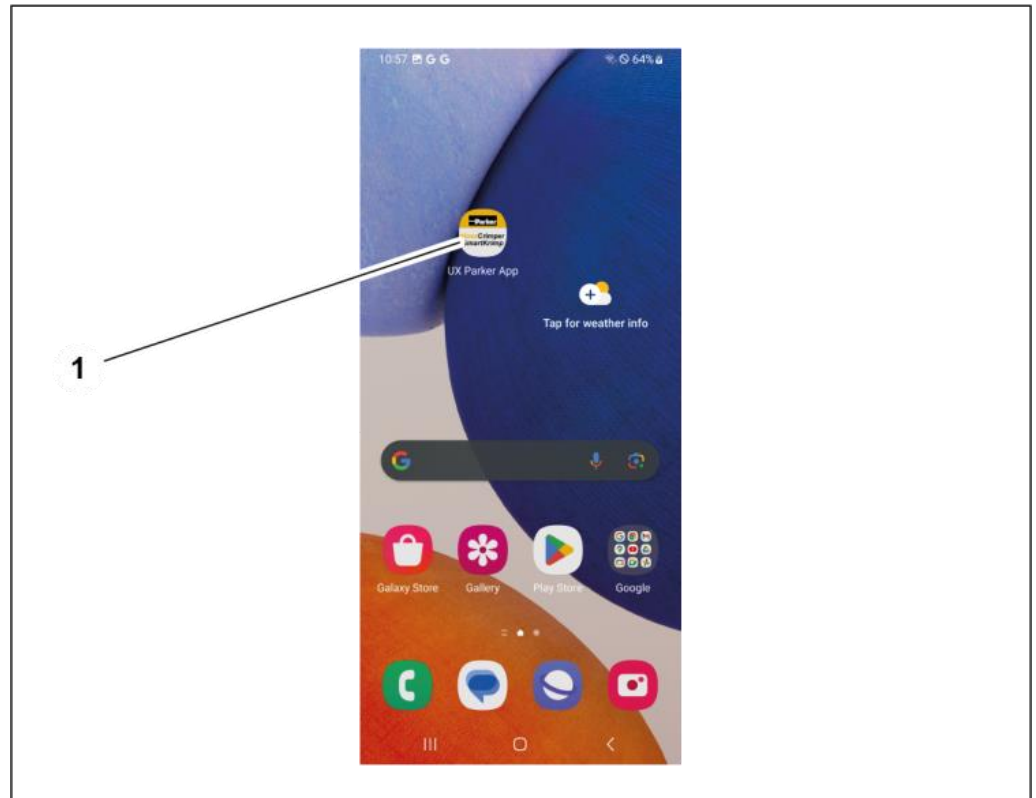 10:57 G G
64%
Parker
Crimper
SmartKrimp
UX Parker App
Tap for weather info
1
G
Galaxy Store
Gallery
Play Store
Google